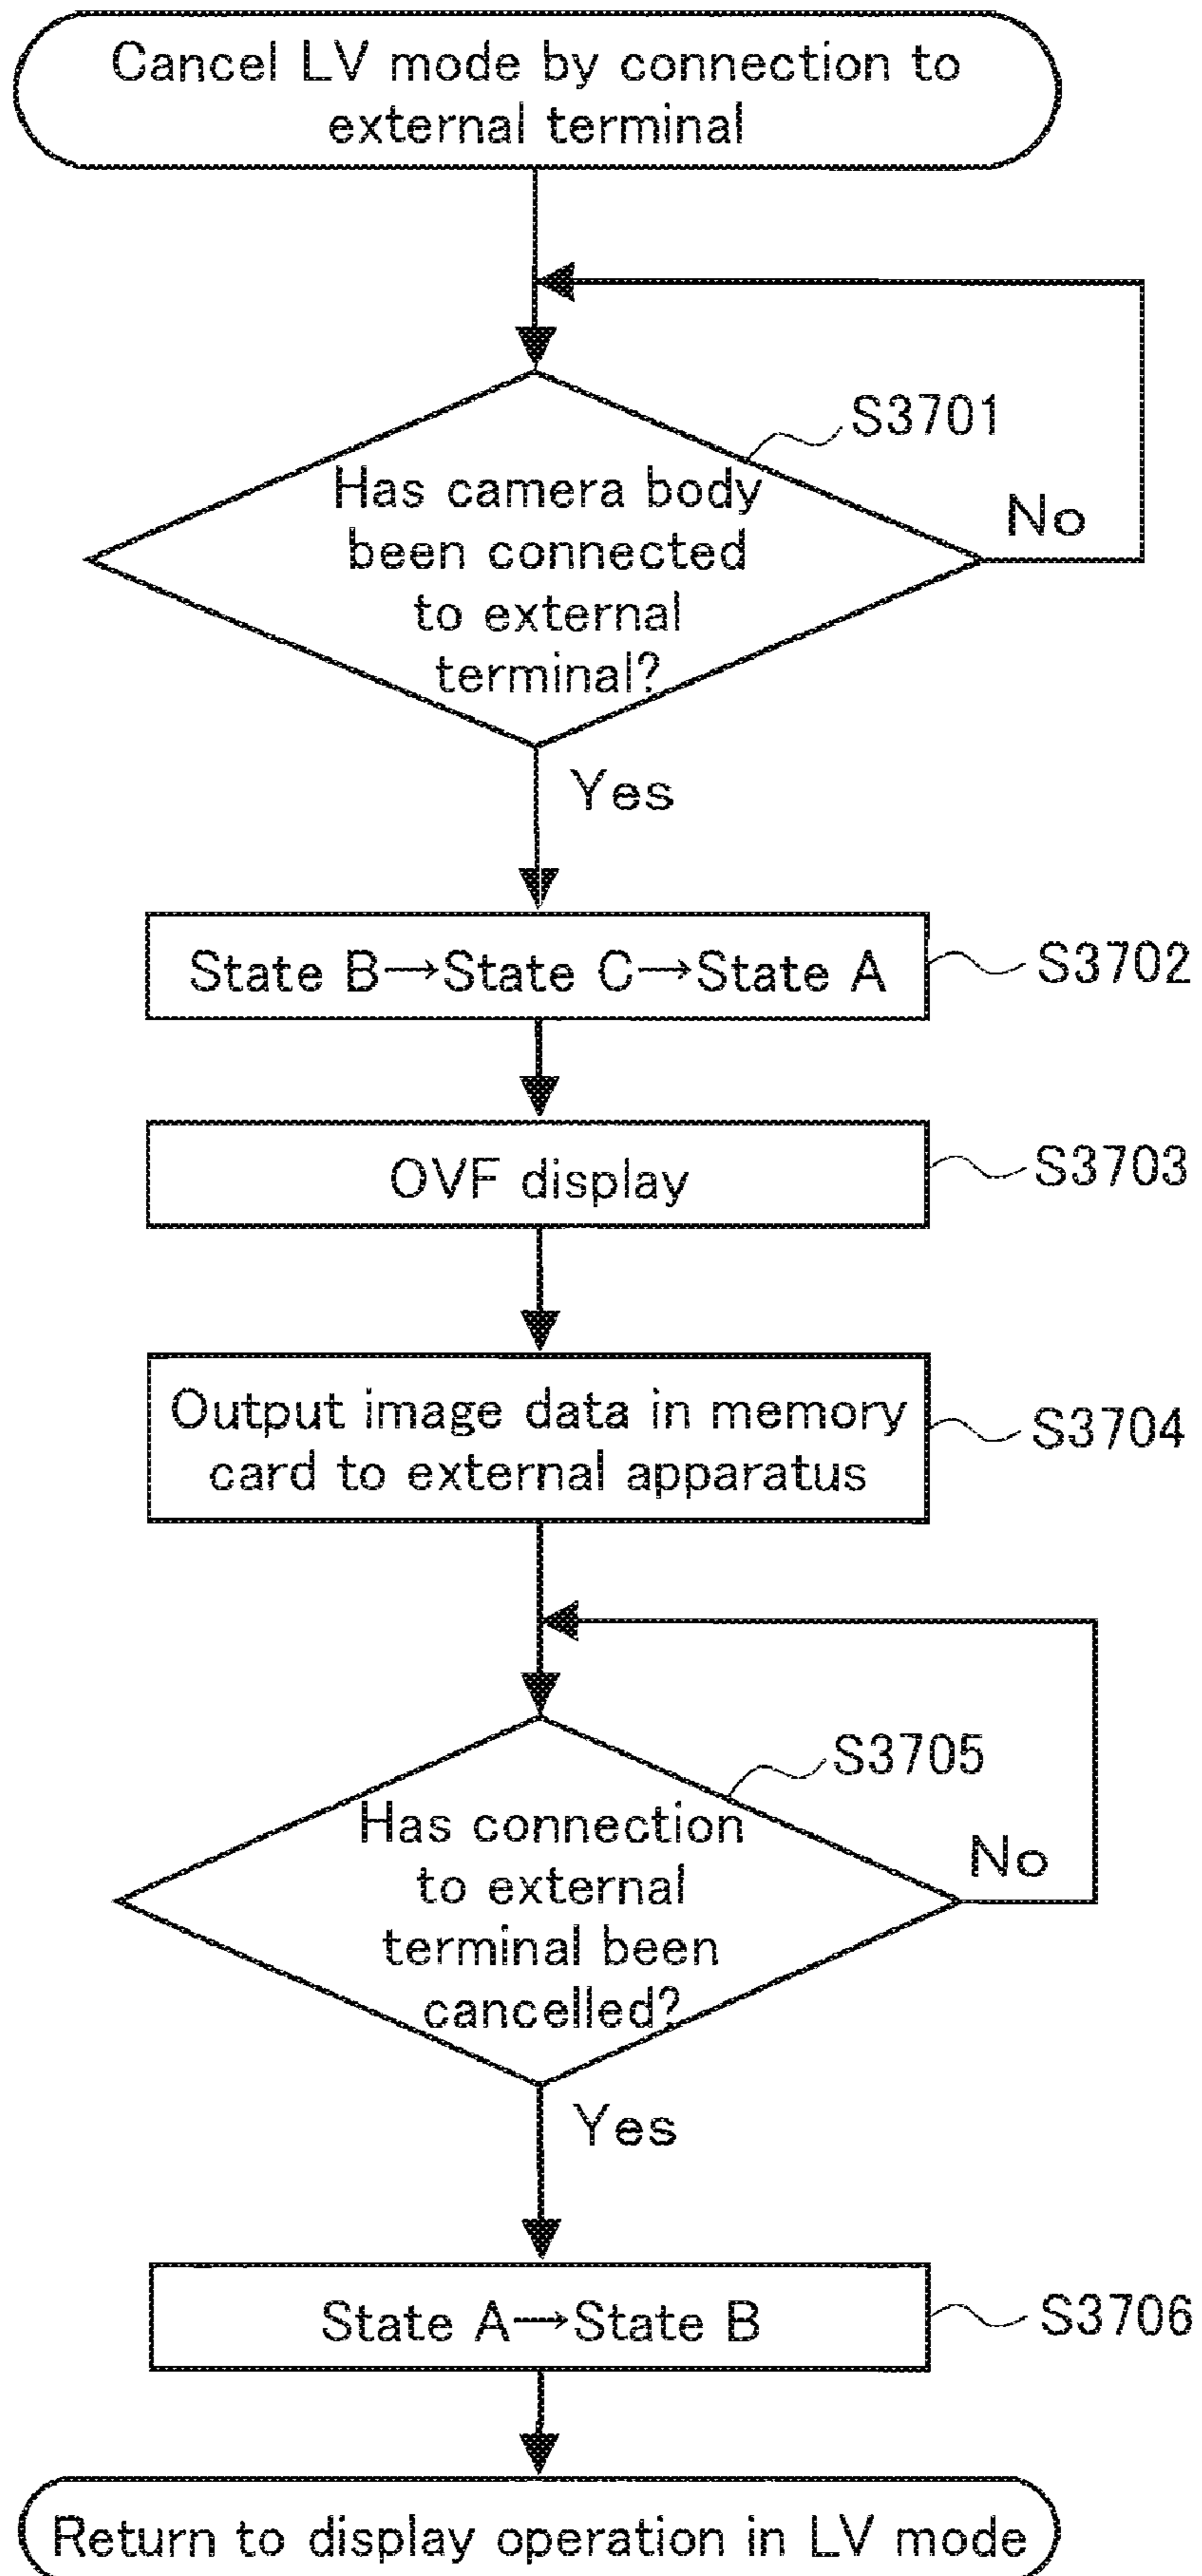 Cancel LV mode by connection to
external terminal
S3701
Has camera body
been connected
to external
terminal?
No
Yes
State B→State C→State A
S3702
OVF display
S3703
Output image data in memory
card to external apparatus
S3704
S3705
Has connection
to external
terminal been
cancelled?
No
Yes
State A→State B
S3706
Return to display operation in LV mode